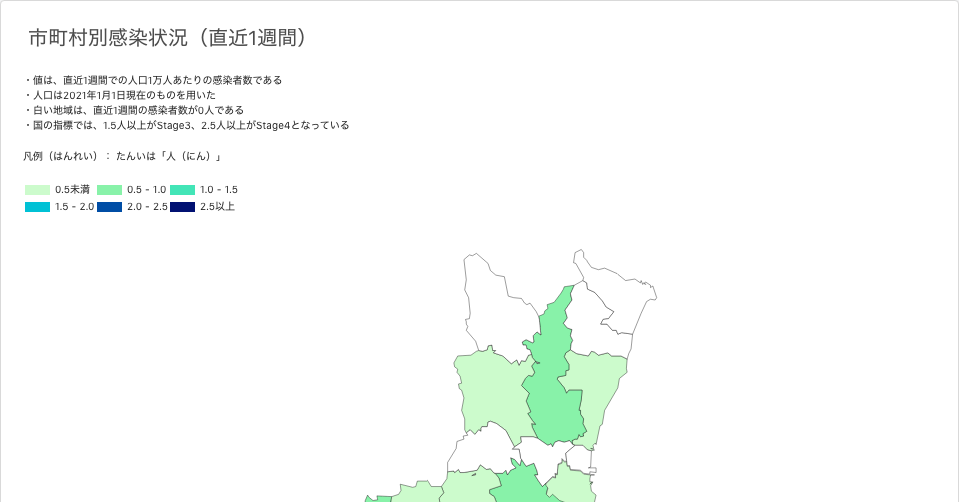 市町村別感染状況（直近1週間）
・値は、直近1週間での人口1万人あたりの感染者数である
・人口は2021年1月1日現在のものを用いた
・白い地域は、直近1週間の感染者数が0人である
・国の指標では、1.5人以上がStage3、2.5人以上がStage4となっている
凡例（はんれい）： たんいは「人（にん）」
0.5未満 0.5 - 1.0 1.0 - 1.5
1.5 - 2.0 2.0 - 2.5 2.5以上